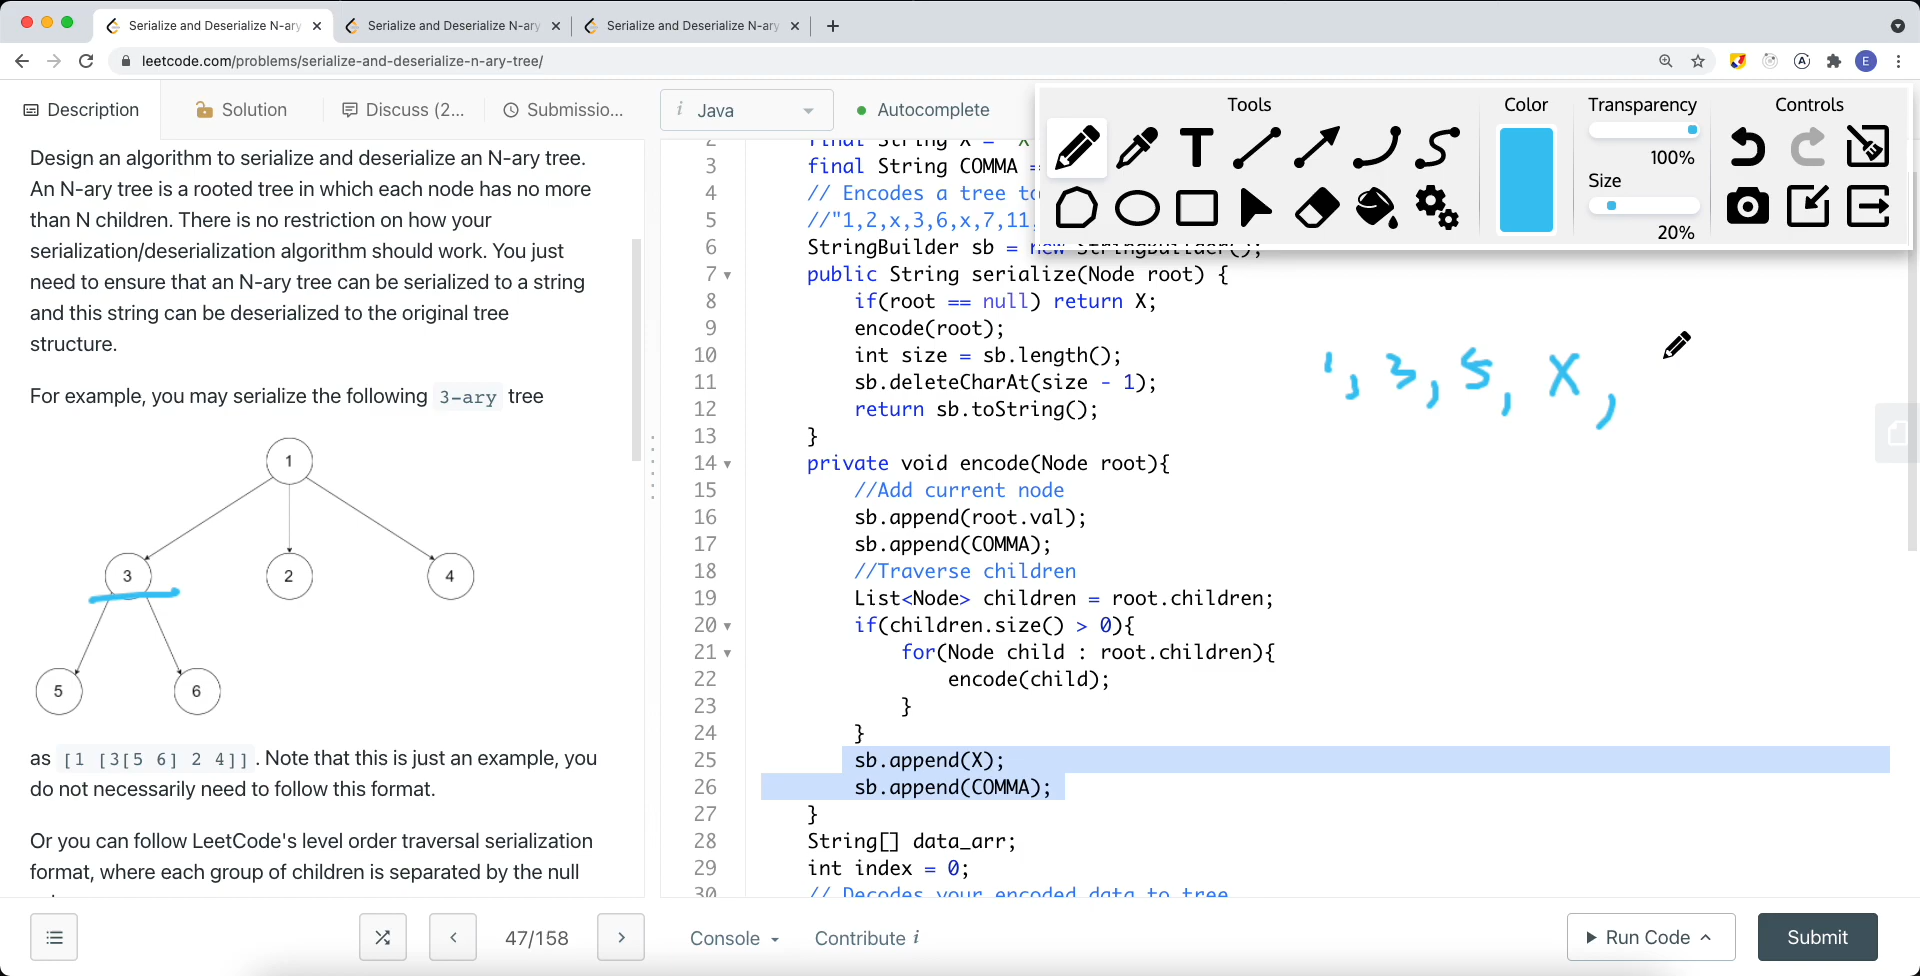 Serialize and Deserialize N-ary
Serialize and Deserialize N-ary
Serialize and Deserialize N-ary
leetcode.com/problems/serialize-and-deserialize-n-ary-tree/
E
Description
Solution
Discuss (2...
Submissio...
i Java
Autocomplete
Tools
Color
Transparency
100%
Size
20%
Controls
T
Design an algorithm to serialize and deserialize an N-ary tree.
An N-ary tree is a rooted tree in which each node has no more
than N children. There is no restriction on how your
serialization/deserialization algorithm should work. You just
need to ensure that an N-ary tree can be serialized to a string
and this string can be deserialized to the original tree
structure.
For example, you may serialize the following 3-ary tree
1
3
2
4
5
6
as [1 [3[5 6] 2 4]]. Note that this is just an example, you
do not necessarily need to follow this format.
Or you can follow LeetCode's level order traversal serialization
format, where each group of children is separated by the null
2 final String X = "X
3 final String COMMA =
4 // Encodes a tree to
5 //"1,2,x,3,6,x,7,11,
6 StringBuilder sb = new StringBuilder();
7 public String serialize(Node root) {
8 if(root == null) return X;
9 encode(root);
10 int size = sb.length();
11 sb.deleteCharAt(size - 1);
12 return sb.toString();
13 }
14 private void encode(Node root){
15 //Add current node
16 sb.append(root.val);
17 sb.append(COMMA);
18 //Traverse children
19 List<Node> children = root.children;
20 if(children.size() > 0){
21 for(Node child : root.children){
22 encode(child);
23 }
24 }
25 sb.append(X);
26 sb.append(COMMA);
27 }
28 String[] data_arr;
29 int index = 0;
30 // Decodes your encoded data to tree
1, 3, 5, X,
47/158
Console
Contribute i
Run Code
Submit